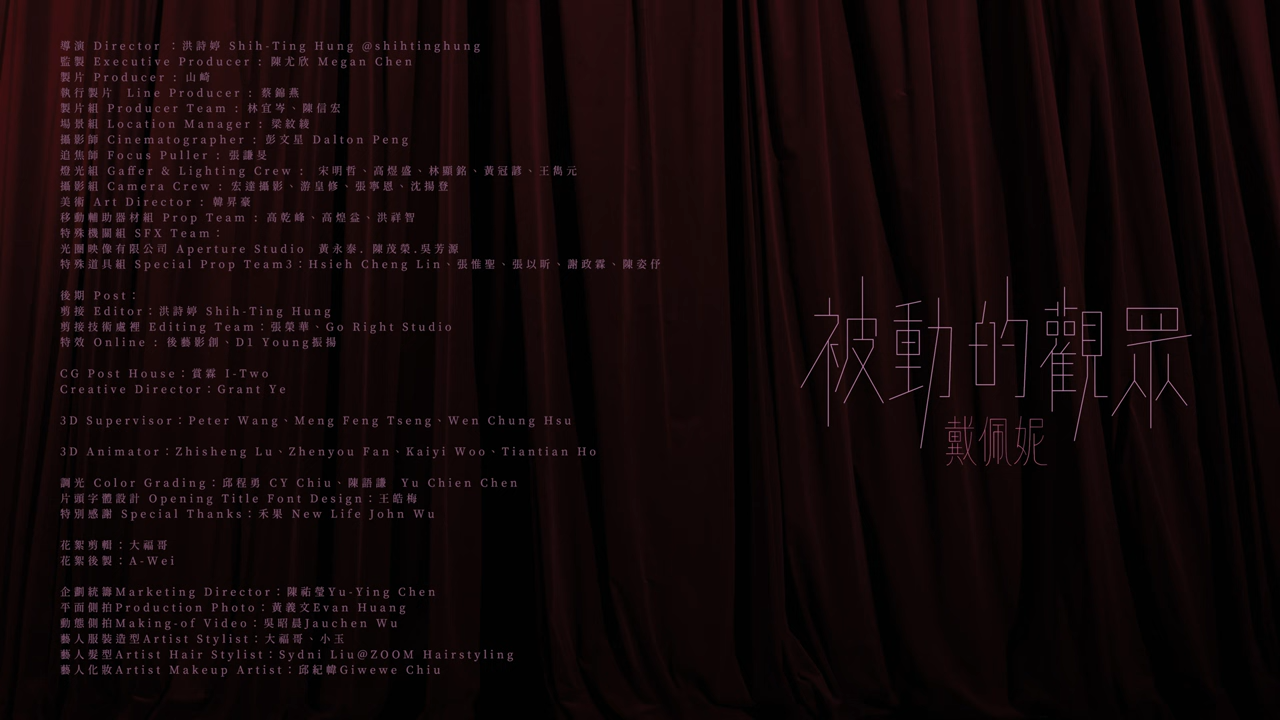 導演 Director ：洪詩婷 Shih-Ting Hung @shihtinghung
監製 Executive Producer : 陳尤欣 Megan Chen
製片 Producer : 山崎
執行製片 Line Producer : 蔡錦燕
製片組 Producer Team : 林宜岑、陳信宏
場景組 Location Manager : 梁紋綾
攝影師 Cinematographer : 彭文星 Dalton Peng
追焦師 Focus Puller : 張謙旻
燈光組 Gaffer & Lighting Crew : 宋明哲、高煜盛、林顯銘、黃冠諺、王雋元
攝影組 Camera Crew : 宏達攝影、游皇修、張寧恩、沈揚登
美術 Art Director : 韓昇豪
移動輔助器材組 Prop Team : 高乾峰、高煌益、洪祥智
特殊機關組 SFX Team：
光圈映像有限公司 Aperture Studio 黃永泰. 陳茂榮.吳芳源
特殊道具組 Special Prop Team3：Hsieh Cheng Lin、張惟聖、張以昕、謝政霖、陳姿伃
後期 Post：
剪接 Editor：洪詩婷 Shih-Ting Hung
剪接技術處裡 Editing Team：張榮華、Go Right Studio
特效 Online : 後藝影創、D1 Young振揚
CG Post House：賞霖 I-Two
Creative Director：Grant Ye
3D Supervisor：Peter Wang、Meng Feng Tseng、Wen Chung Hsu
3D Animator：Zhisheng Lu、Zhenyou Fan、Kaiyi Woo、Tiantian Ho
調光 Color Grading：邱程勇 CY Chiu、陳語謙 Yu Chien Chen
片頭字體設計 Opening Title Font Design：王皓梅
特別感謝 Special Thanks：禾果 New Life John Wu
花絮剪輯：大福哥
花絮後製：A-Wei
企劃統籌Marketing Director：陳祐瑩Yu-Ying Chen
平面側拍Production Photo：黃義文Evan Huang
動態側拍Making-of Video：吳昭晨Jauchen Wu
藝人服裝造型Artist Stylist：大福哥、小玉
藝人髮型Artist Hair Stylist：Sydni Liu@ZOOM Hairstyling
藝人化妝Artist Makeup Artist：邱紀幃Giwewe Chiu
被動的觀眾
戴佩妮